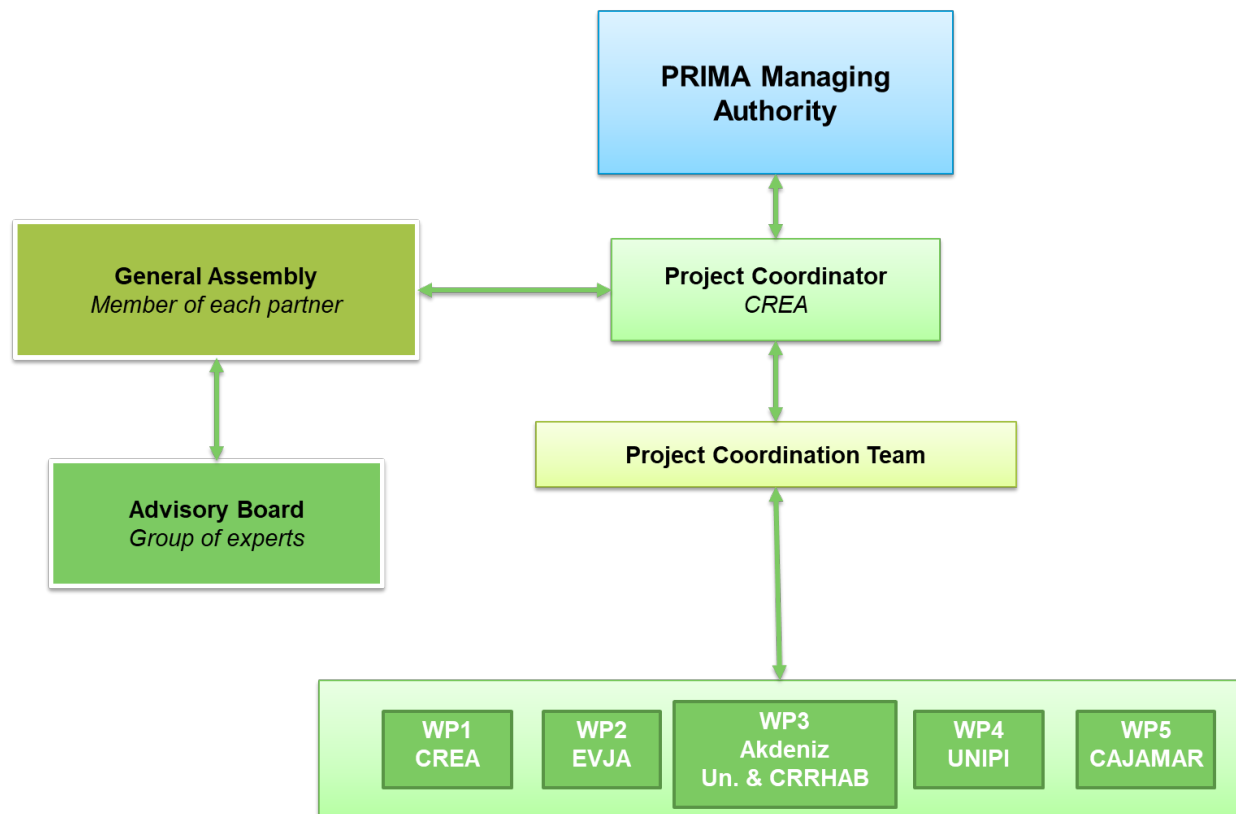 PRIMA Managing
Authority
General Assembly
Member of each partner
Project Coordinator
CREA
Project Coordination Team
Advisory Board
Group of experts
WP1
CREA
WP2
EVJA
WP3
Akdeniz
Un. & CRRHAB
WP4
UNIPI
WP5
CAJAMAR